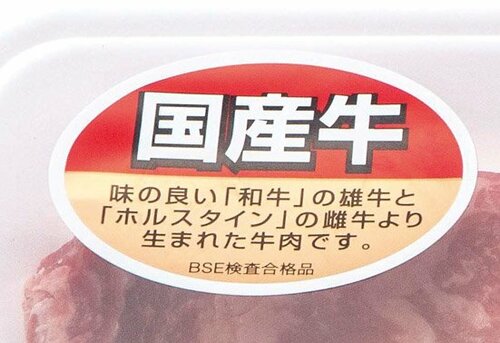 国産牛
味の良い「和牛」の雄牛と
「ホルスタイン」の雌牛より
生まれた牛肉です。
BSE検査合格品